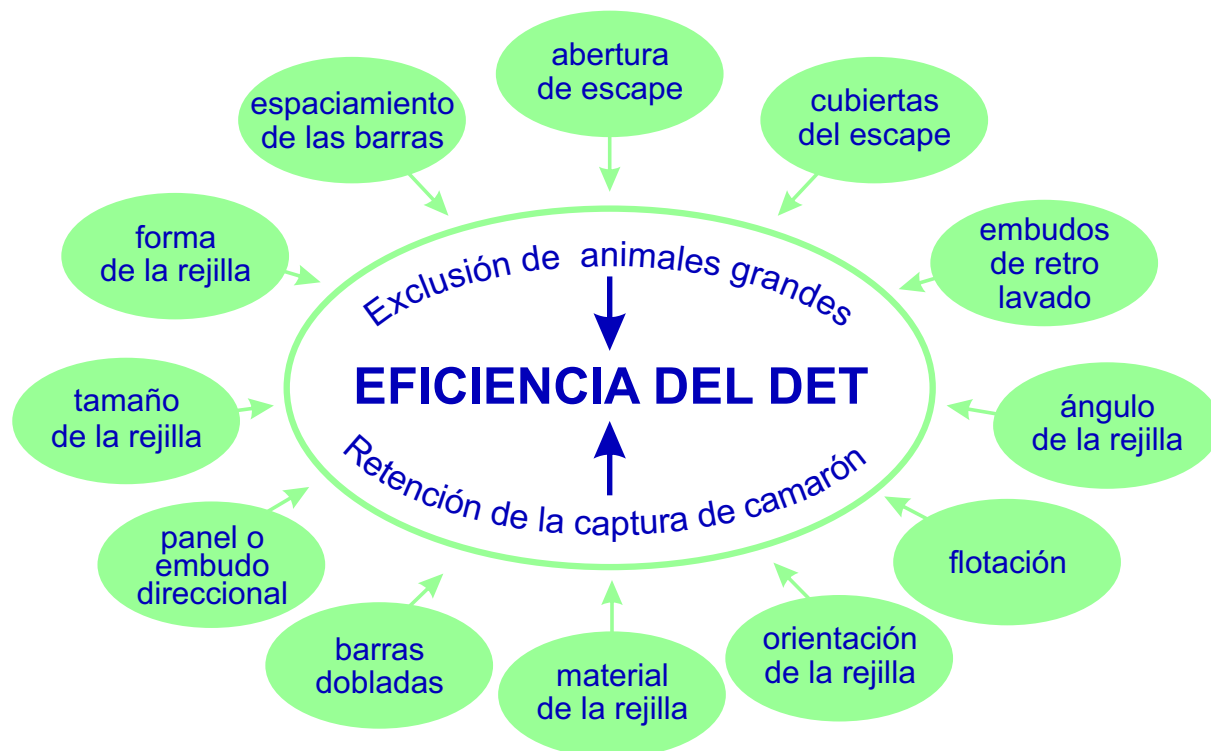 abertura
de escape
espaciamiento
de las barras
cubiertas
del escape
forma
de la rejilla
embudos
de retro
lavado
Exclusión de animales grandes
EFICIENCIA DEL DET
Retención de la captura de camarón
tamaño
de la rejilla
ángulo
de la rejilla
panel o
embudo
direccional
flotación
barras
dobladas
material
de la rejilla
orientación
de la rejilla